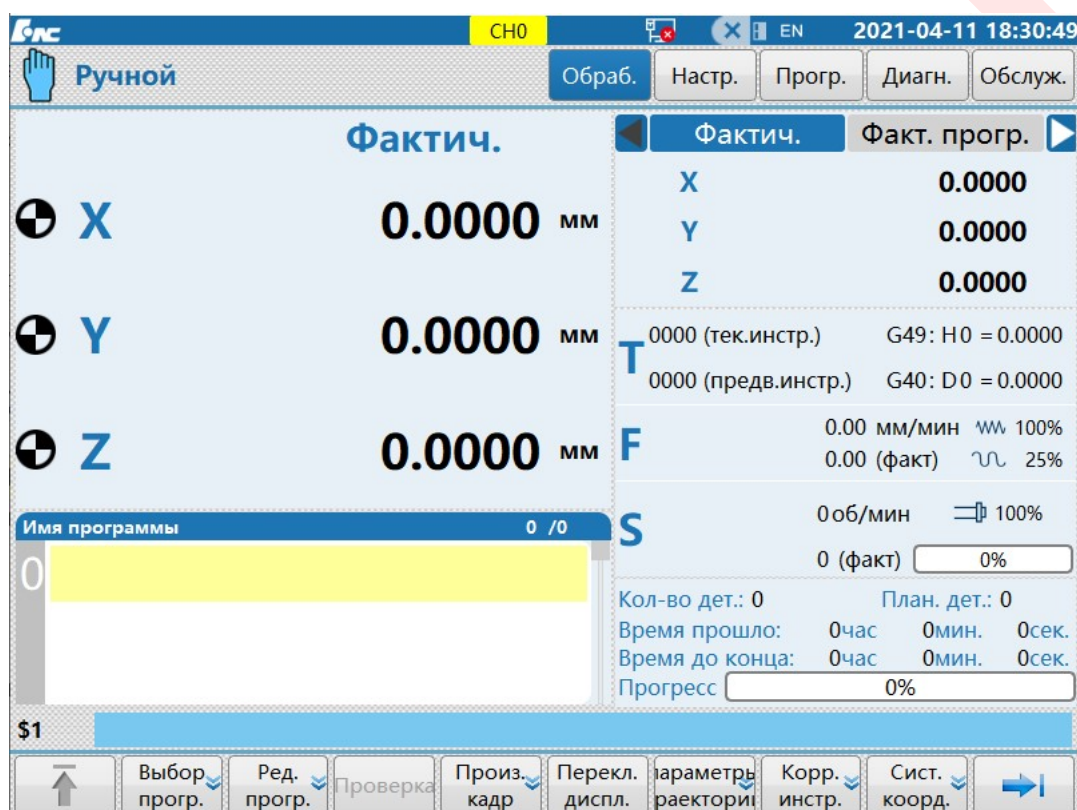 HNC CH0 EN 2021-04-11 18:30:49
Ручной Обраб. Настр. Прогр. Диагн. Обслуж.
Фактич.
X 0.0000 мм
Y 0.0000 мм
Z 0.0000 мм
Имя программы 0 /0
0
Фактич. Факт. прогр.
X 0.0000
Y 0.0000
Z 0.0000
T
0000 (тек.инстр.) G49: H0 = 0.0000
0000 (предв.инстр.) G40: D0 = 0.0000
F
0.00 мм/мин 100%
0.00 (факт) 25%
S
0 об/мин 100%
0 (факт) 0%
Кол-во дет.: 0 План. дет.: 0
Время прошло: 0час 0мин. 0сек.
Время до конца: 0час 0мин. 0сек.
Прогресс 0%
$1
Выбор прогр.
Ред. прогр.
Проверка
Произ. кадр
Перекл. диспл.
араметры раектори
Корр. инстр.
Сист. коорд.